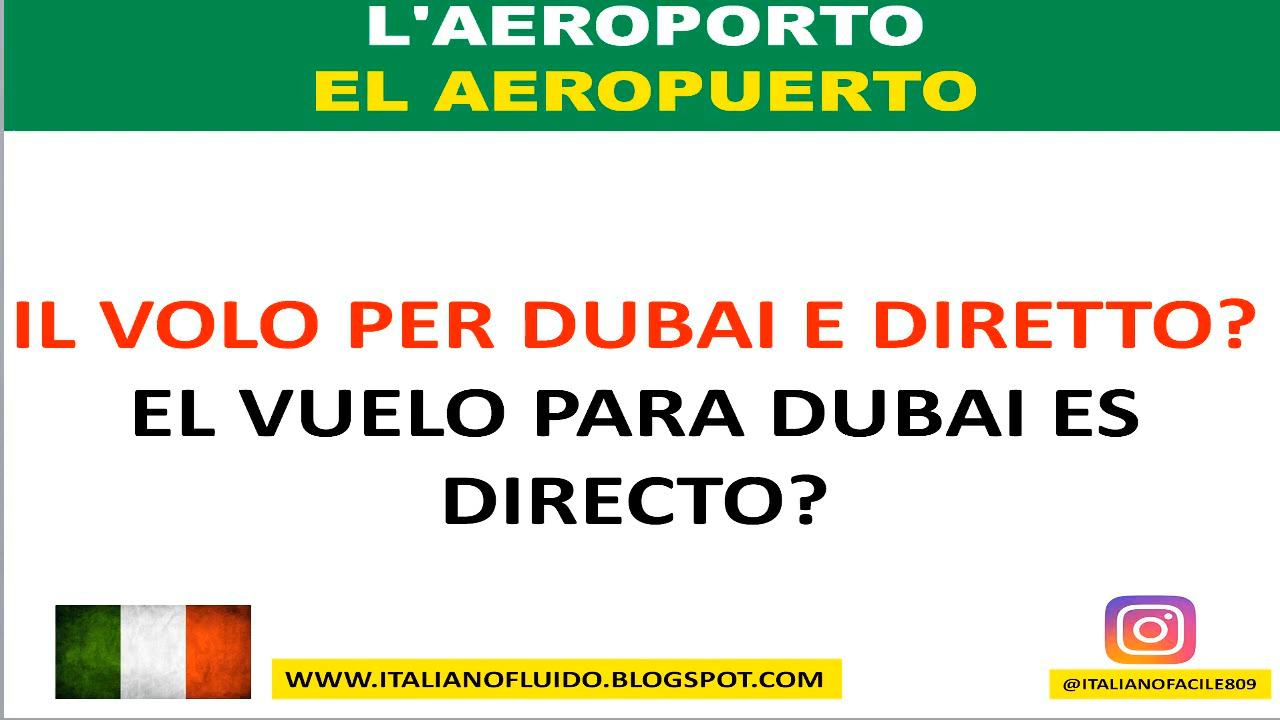 L'AEROPORTO
EL AEROPUERTO
IL VOLO PER DUBAI E DIRETTO?
EL VUELO PARA DUBAI ES
DIRECTO?
WWW.ITALIANOFLUIDO.BLOGSPOT.COM
@ITALIANOFACILE809